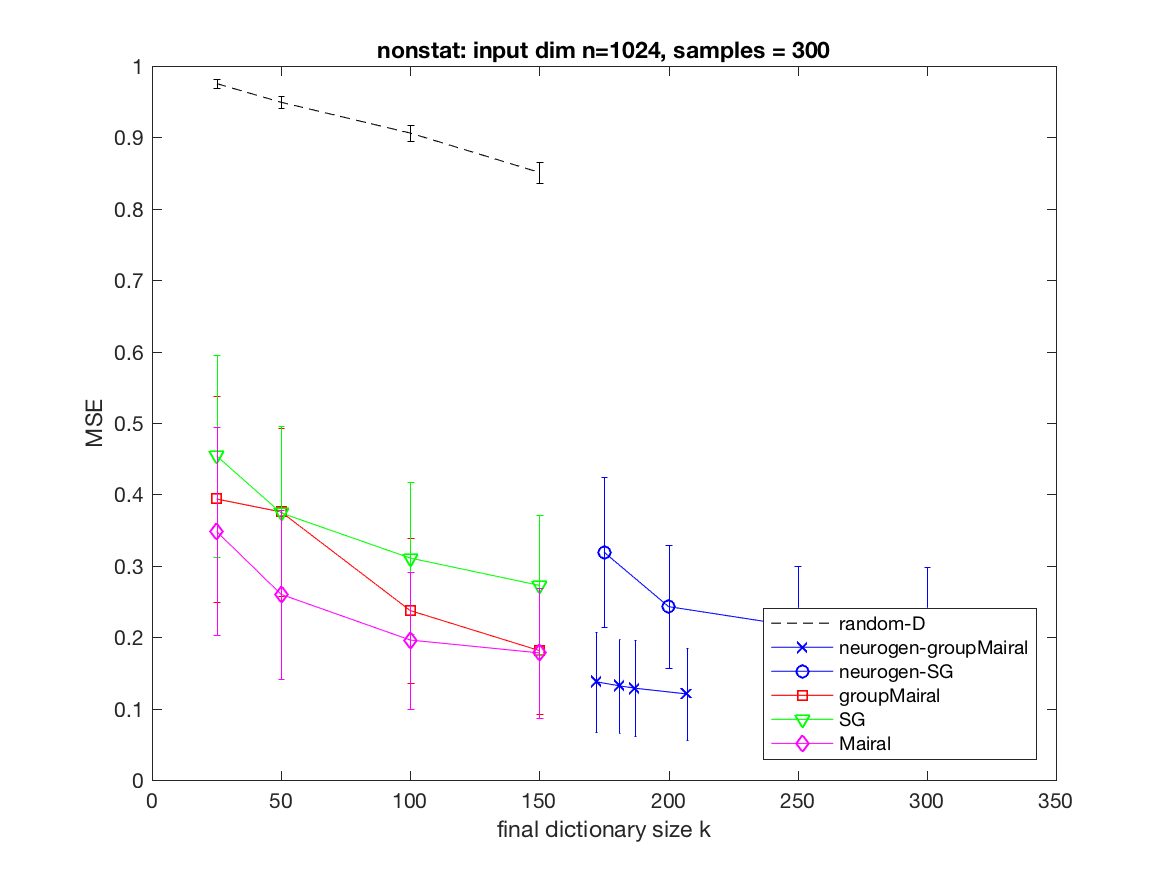 nonstat: input dim n=1024, samples = 300
1
0.9
0.8
0.7
0.6
0.5
0.4
0.3
0.2
0.1
0
MSE
random-D
neurogen-groupMairal
neurogen-SG
groupMairal
SG
Mairal
0 50 100 150 200 250 300 350
final dictionary size k